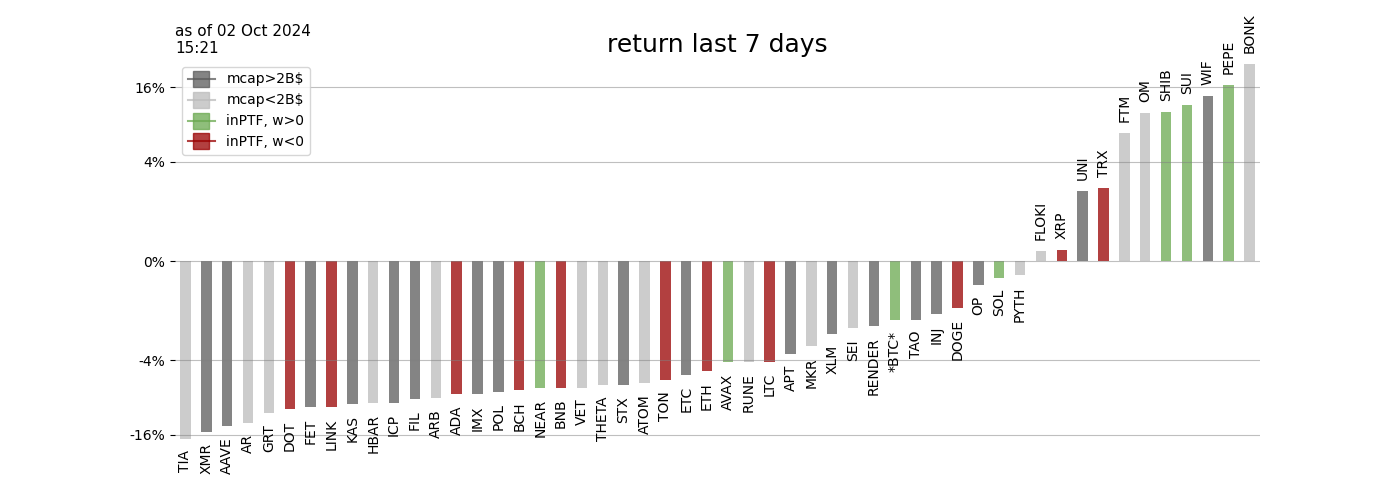 as of 02 Oct 2024
15:21
return last 7 days
mcap>2B$
mcap<2B$
inPTF, w>0
inPTF, w<0
16%
4%
0%
-4%
-16%
TIA
XMR
AAVE
AR
GRT
DOT
FET
LINK
KAS
HBAR
ICP
FIL
ARB
ADA
IMX
POL
BCH
NEAR
BNB
VET
THETA
STX
ATOM
TON
ETC
ETH
AVAX
RUNE
LTC
APT
MKR
XLM
SEI
RENDER
*BTC*
TAO
INJ
DOGE
OP
SOL
PYTH
FLOKI
XRP
UNI
TRX
FTM
OM
SHIB
SUI
WIF
PEPE
BONK